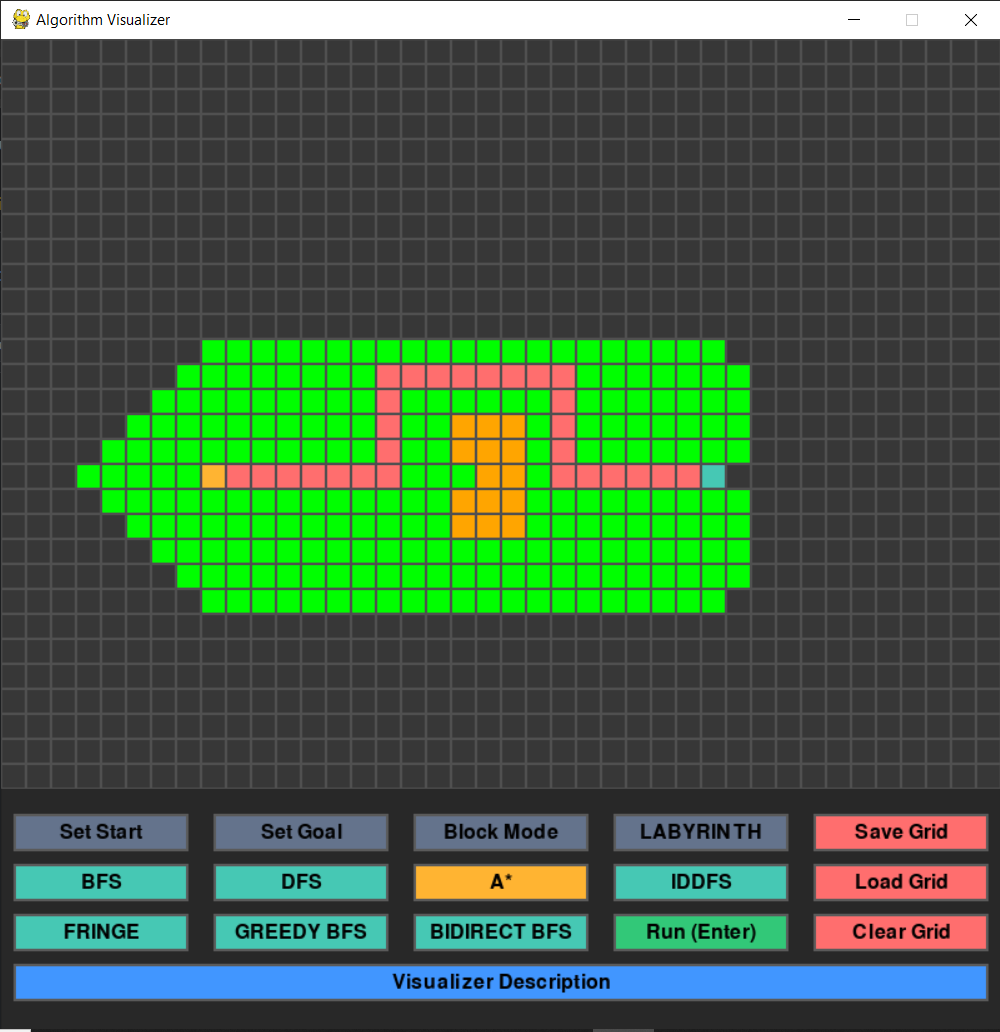 Algorithm Visualizer
Set Start Set Goal Block Mode LABYRINTH Save Grid
BFS DFS A* IDDFS Load Grid
FRINGE GREEDY BFS BIDIRECT BFS Run (Enter) Clear Grid
Visualizer Description